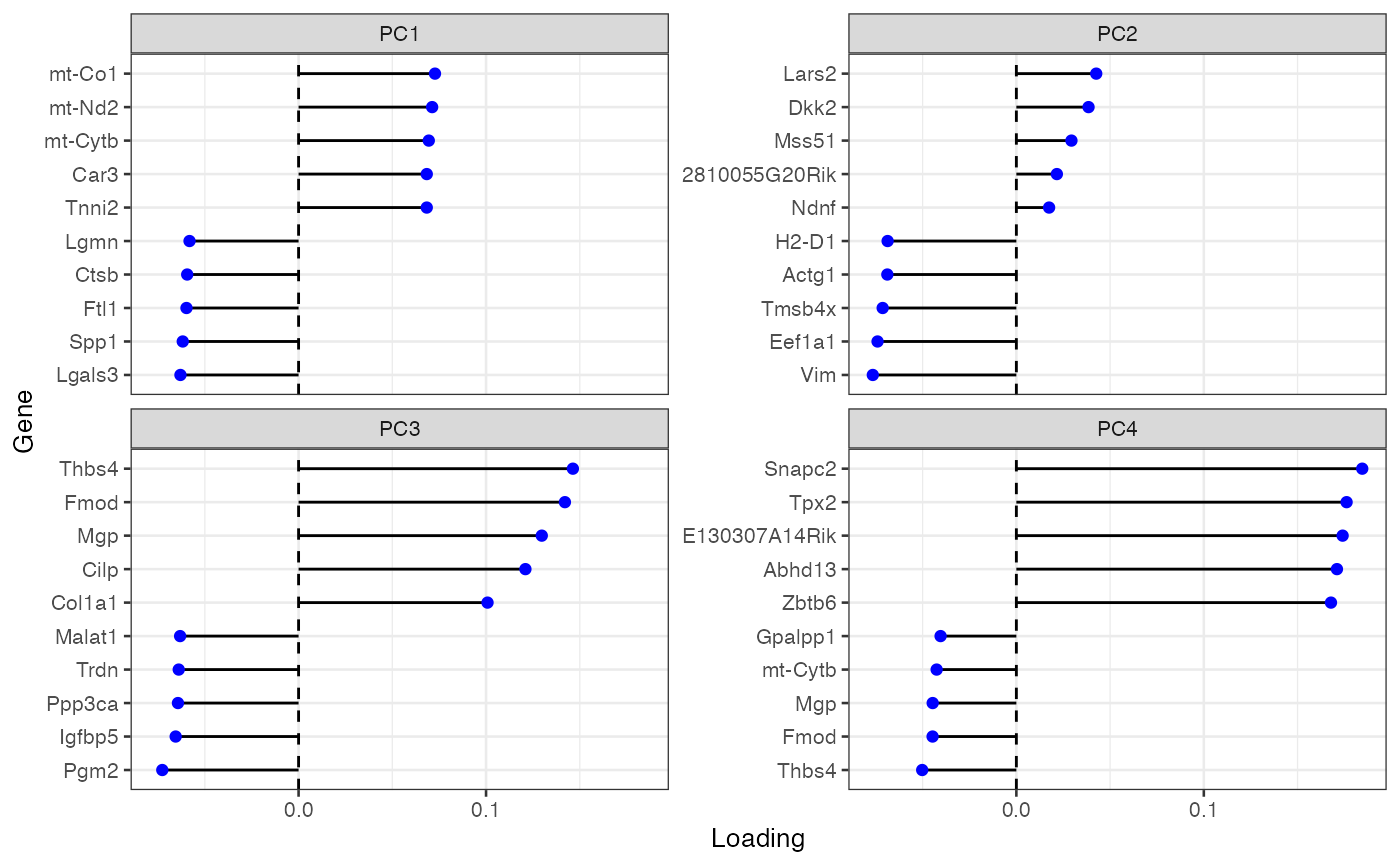 PC1
mt-Co1
mt-Nd2
mt-Cytb
Car3
Tnni2
Lgmn
Ctsb
Ftl1
Spp1
Lgals3
PC2
Lars2
Dkk2
Mss51
2810055G20Rik
Ndnf
H2-D1
Actg1
Tmsb4x
Eef1a1
Vim
Gene
PC3
Thbs4
Fmod
Mgp
Cilp
Col1a1
Malat1
Trdn
Ppp3ca
Igfbp5
Pgm2
0.0 0.1
PC4
Snapc2
Tpx2
E130307A14Rik
Abhd13
Zbtb6
Gpalpp1
mt-Cytb
Mgp
Fmod
Thbs4
0.0 0.1
Loading